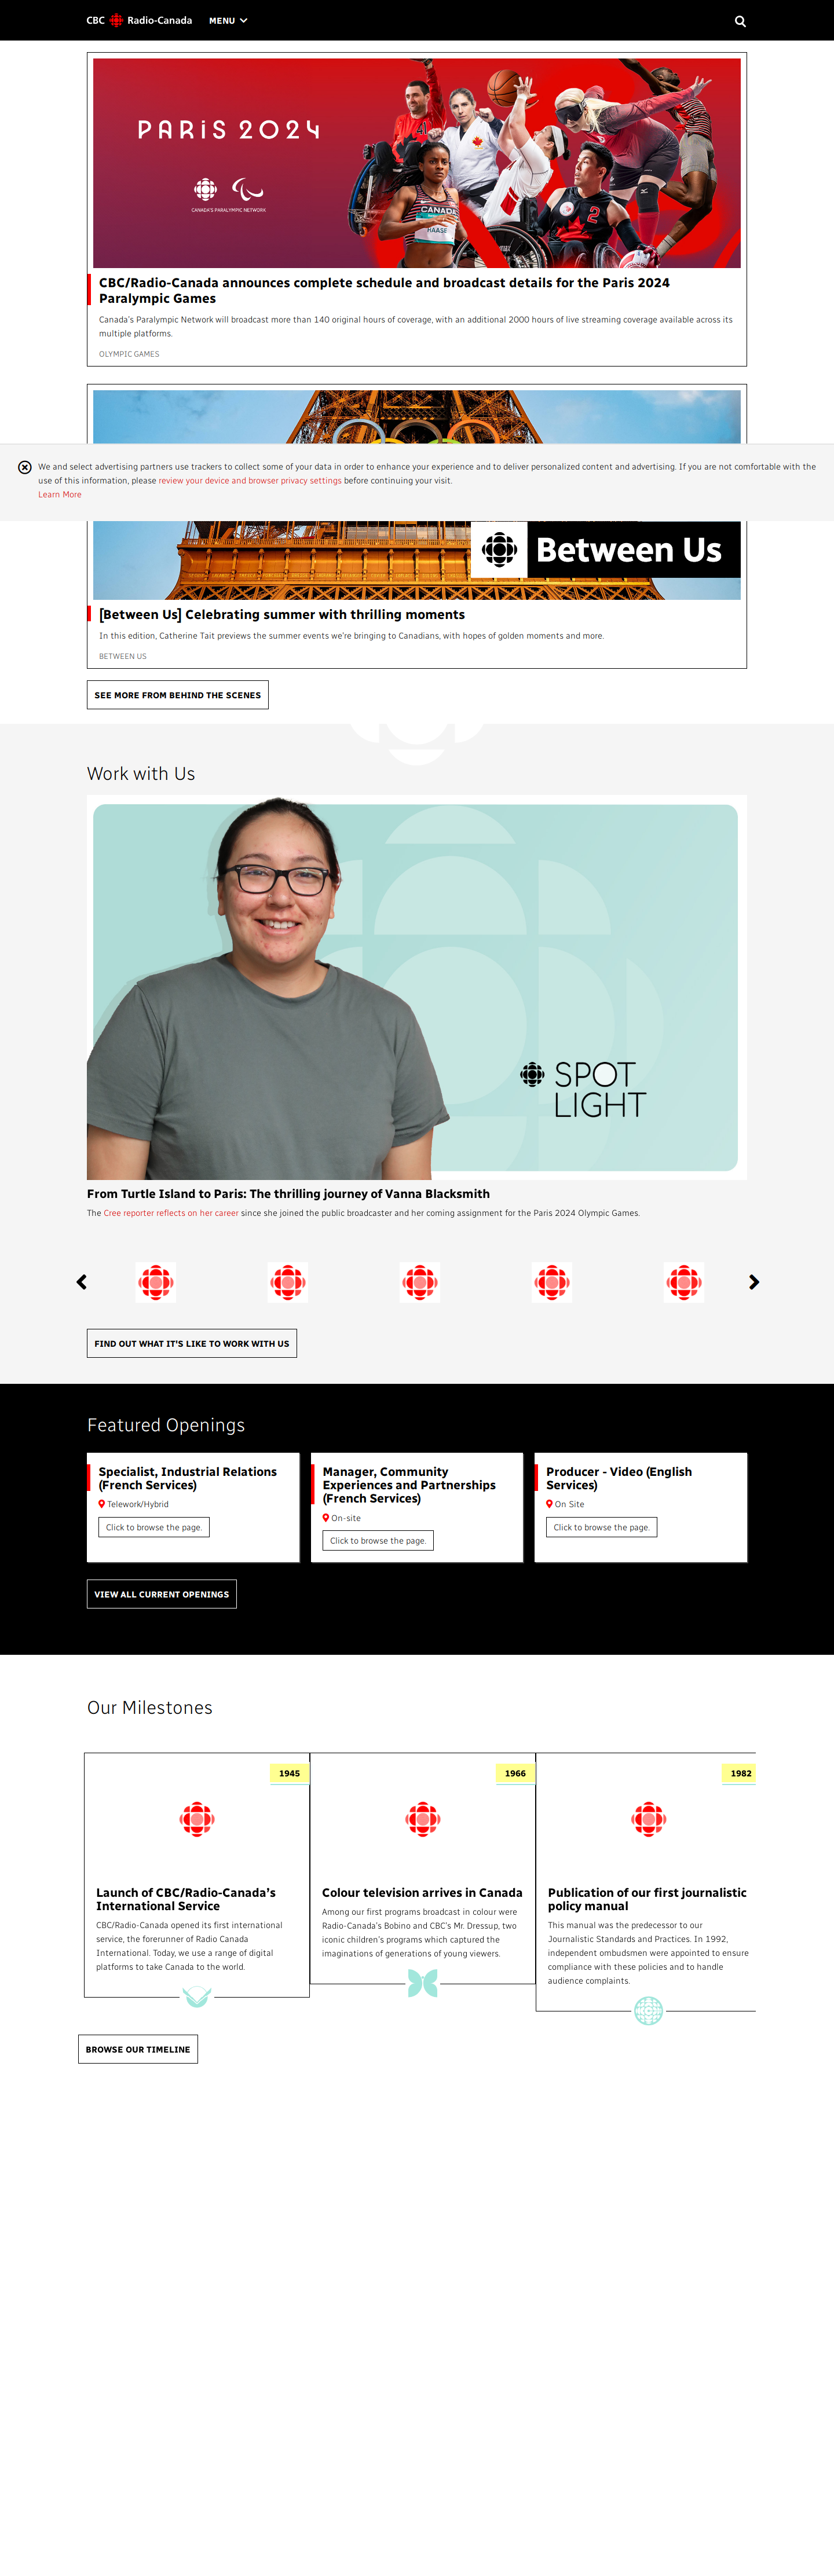 CBC Radio-Canada MENU
PARIS 2024
CANADA'S PARALYMPIC NETWORK
41
CANADA
HAASE
2
CBC/Radio-Canada announces complete schedule and broadcast details for the Paris 2024
Paralympic Games
Canada's Paralympic Network will broadcast more than 140 original hours of coverage, with an additional 2000 hours of live streaming coverage available across its
multiple platforms.
OLYMPIC GAMES
We and select advertising partners use trackers to collect some of your data in order to enhance your experience and to deliver personalized content and advertising. If you are not comfortable with the
use of this information, please review your device and browser privacy settings before continuing your visit.
Learn More
Between Us
[Between Us] Celebrating summer with thrilling moments
In this edition, Catherine Tait previews the summer events we're bringing to Canadians, with hopes of golden moments and more.
BETWEEN US
SEE MORE FROM BEHIND THE SCENES
Work with Us
SPOT
LIGHT
From Turtle Island to Paris: The thrilling journey of Vanna Blacksmith
The Cree reporter reflects on her career since she joined the public broadcaster and her coming assignment for the Paris 2024 Olympic Games.
FIND OUT WHAT IT'S LIKE TO WORK WITH US
Featured Openings
Specialist, Industrial Relations
(French Services)
Telework/Hybrid
Click to browse the page.
Manager, Community
Experiences and Partnerships
(French Services)
On-site
Click to browse the page.
Producer - Video (English
Services)
On Site
Click to browse the page.
VIEW ALL CURRENT OPENINGS
Our Milestones
1945
Launch of CBC/Radio-Canada's
International Service
CBC/Radio-Canada opened its first international
service, the forerunner of Radio Canada
International. Today, we use a range of digital
platforms to take Canada to the world.
1966
Colour television arrives in Canada
Among our first programs broadcast in colour were
Radio-Canada's Bobino and CBC's Mr. Dressup, two
iconic children's programs which captured the
imaginations of generations of young viewers.
1982
Publication of our first journalistic
policy manual
This manual was the predecessor to our
Journalistic Standards and Practices. In 1992,
independent ombudsmen were appointed to ensure
compliance with these policies and to handle
audience complaints.
BROWSE OUR TIMELINE